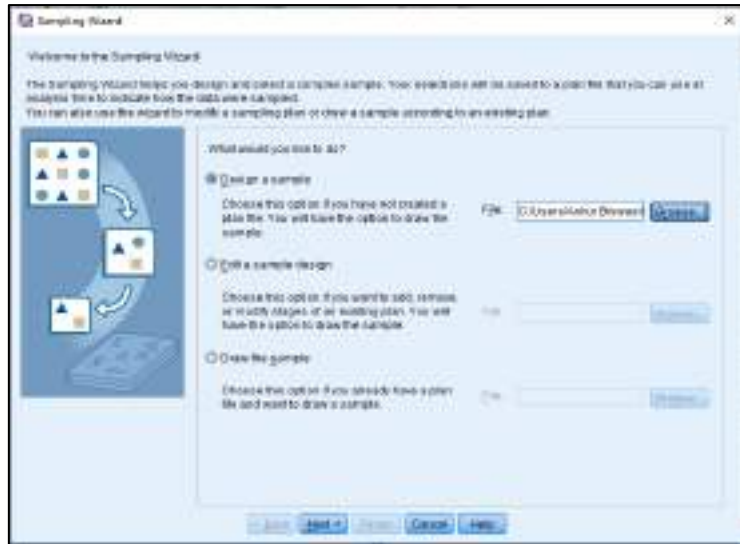 Sampling Wizard
Welcome to the Sampling Wizard
The Sampling Wizard helps you design and select a complex sample. Your selections will be saved to a plan file that you can use at
analysis time to indicate how the data were sampled.
You can also use the wizard to modify a sampling plan or draw a sample according to an existing plan.
What would you like to do?
Design a sample
Choose this option if you have not created a
plan file. You will have the option to draw the
sample.
File: C:\Users\Ankur Biswas\ Browse...
Edit a sample design
Choose this option if you want to add, remove,
or modify stages of an existing plan. You will
have the option to draw the sample.
File: Browse...
Draw the sample
Choose this option if you already have a plan
file and want to draw a sample.
File: Browse...
< Back Next > Finish Cancel Help